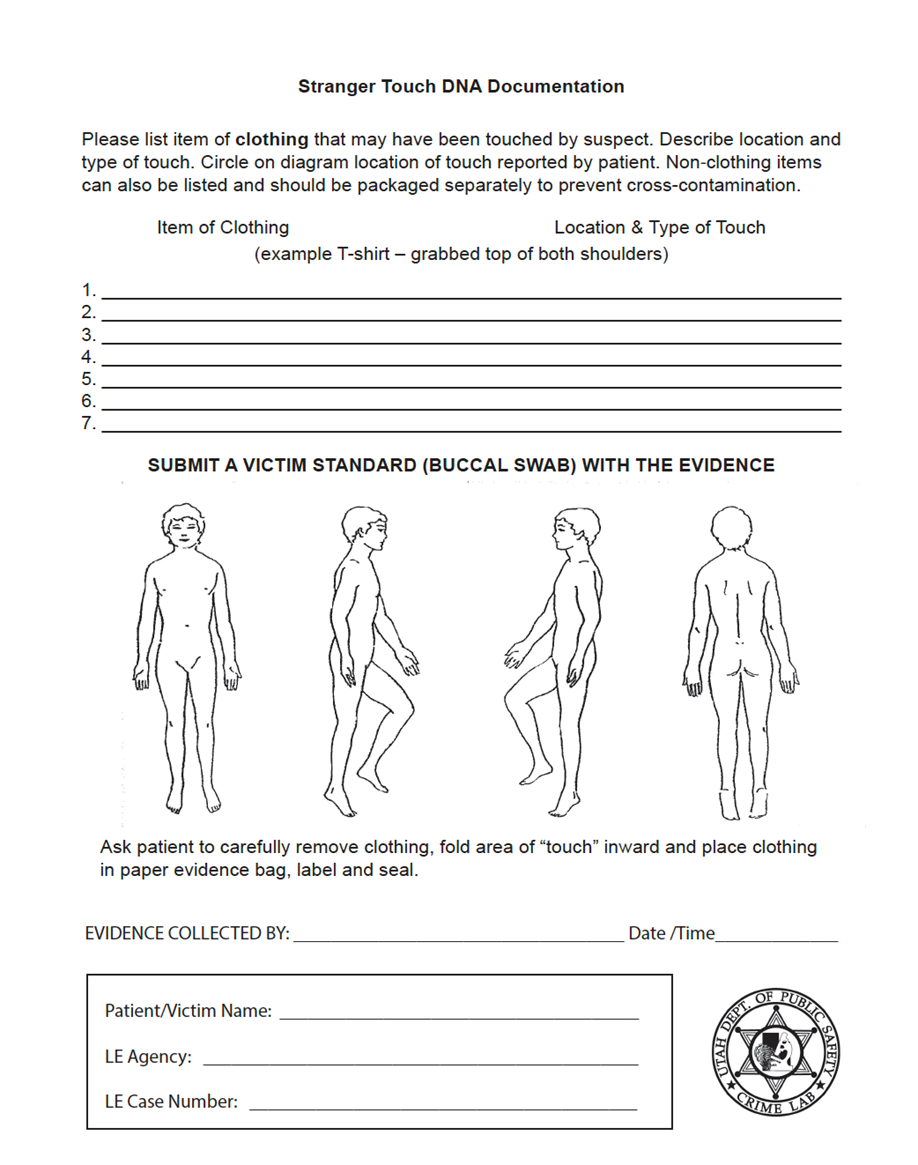 Stranger Touch DNA Documentation
Please list item of clothing that may have been touched by suspect. Describe location and
type of touch. Circle on diagram location of touch reported by patient. Non-clothing items
can also be listed and should be packaged separately to prevent cross-contamination.
Item of Clothing Location & Type of Touch
(example T-shirt – grabbed top of both shoulders)
1.
2.
3.
4.
5.
6.
7.
SUBMIT A VICTIM STANDARD (BUCCAL SWAB) WITH THE EVIDENCE
Ask patient to carefully remove clothing, fold area of “touch” inward and place clothing
in paper evidence bag, label and seal.
EVIDENCE COLLECTED BY: Date /Time
Patient/Victim Name:
LE Agency:
LE Case Number:
UTAH DEPT. OF PUBLIC SAFETY
CRIME LAB